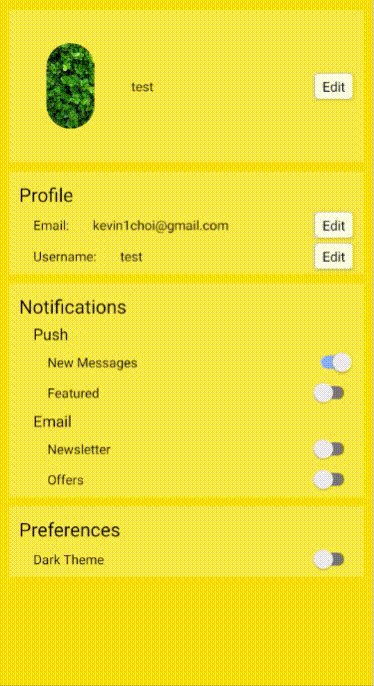 test Edit
Profile
Email: kevin1choi@gmail.com Edit
Username: test Edit
Notifications
Push
New Messages
Featured
Email
Newsletter
Offers
Preferences
Dark Theme